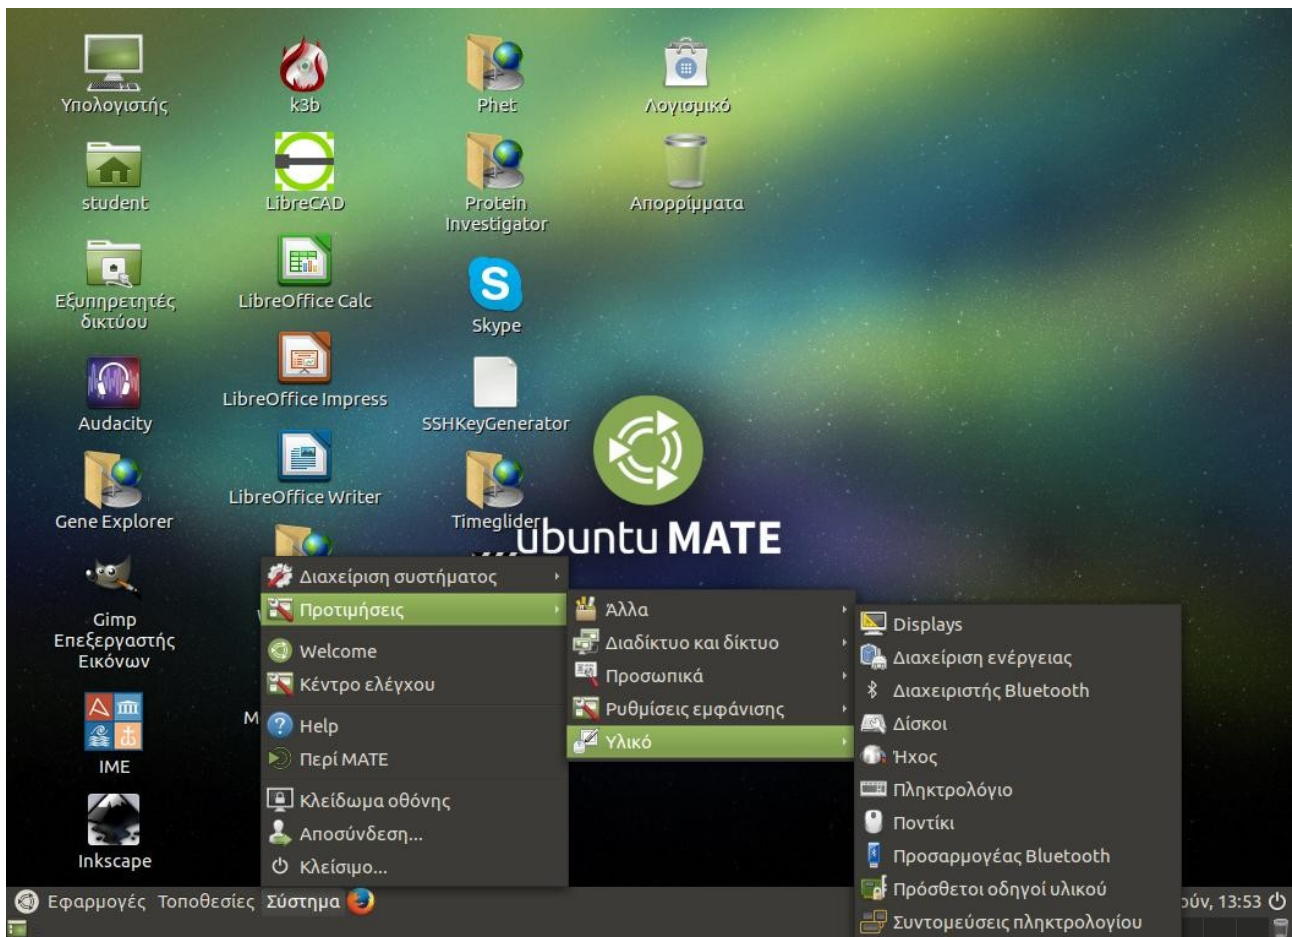 Υπολογιστής
k3b
Phet
Λογισμικό
student
LibreCAD
Protein
Investigator
Απορρίμματα
Εξυπηρετητές
δικτύου
LibreOffice Calc
Skype
Audacity
LibreOffice Impress
SSHKeyGenerator
Gene Explorer
LibreOffice Writer
Timeglider
ubuntu MATE
Gimp
Επεξεργαστής
Εικόνων
IME
Inkscape
Διαχείριση συστήματος
Προτιμήσεις
Welcome
Κέντρο ελέγχου
Help
Περί MATE
Κλείδωμα οθόνης
Αποσύνδεση...
Κλείσιμο...
Άλλα
Διαδίκτυο και δίκτυο
Προσωπικά
Ρυθμίσεις εμφάνισης
Υλικό
Displays
Διαχείριση ενέργειας
Διαχειριστής Bluetooth
Δίσκοι
Ήχος
Πληκτρολόγιο
Ποντίκι
Προσαρμογέας Bluetooth
Πρόσθετοι οδηγοί υλικού
Συντομεύσεις πληκτρολογίου
Εφαρμογές Τοποθεσίες Σύστημα
13:53